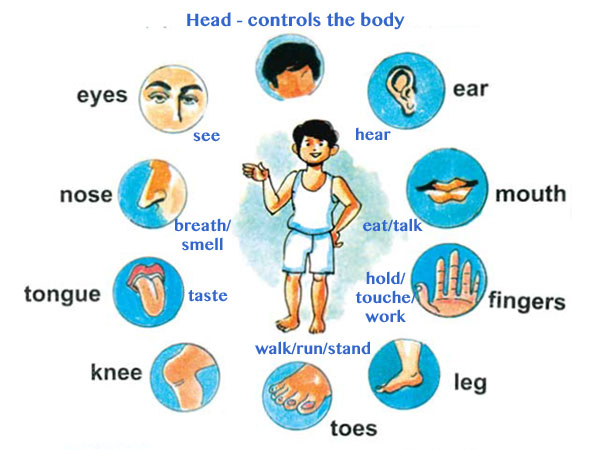 Head - controls the body
eyes
see
ear
hear
nose
breath/
smell
mouth
eat/talk
tongue
taste
hold/
touche/
work
fingers
knee
walk/run/stand
toes
leg